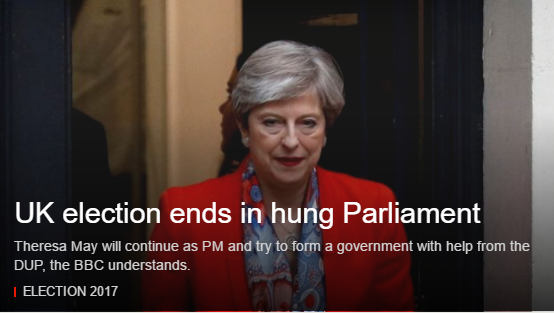 UK election ends in hung Parliament
Theresa May will continue as PM and try to form a government with help from the
DUP, the BBC understands.
ELECTION 2017